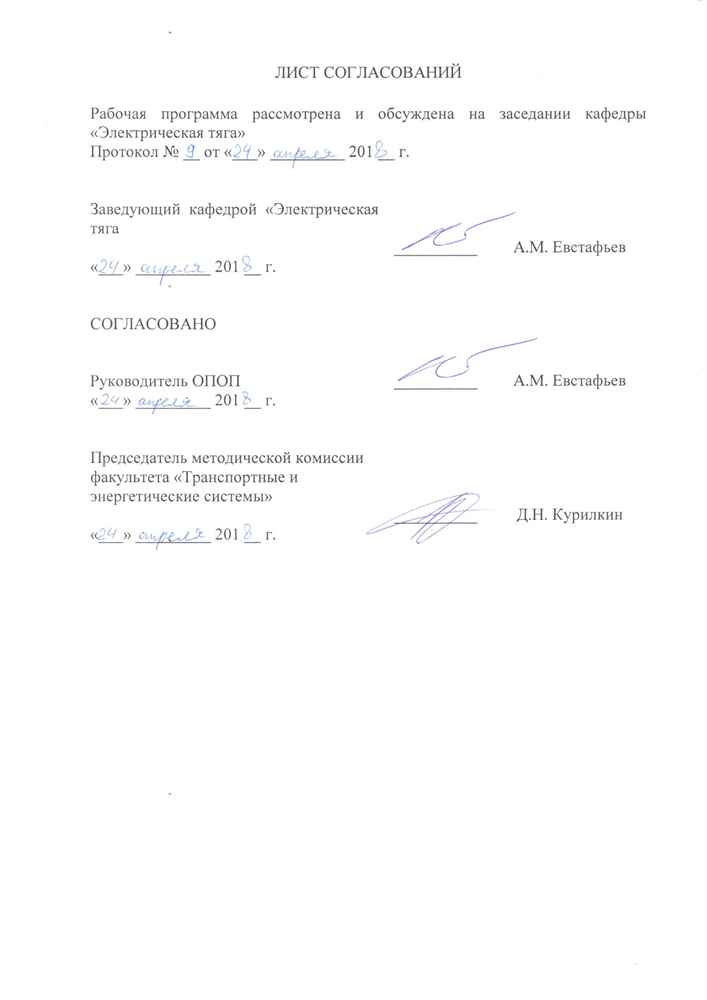 ЛИСТ СОГЛАСОВАНИЙ
Рабочая программа рассмотрена и обсуждена на заседании кафедры
«Электрическая тяга»
Протокол № 9 от «24» апреля 2018 г.
Заведующий кафедрой «Электрическая
тяга
А.М. Евстафьев
«24» апреля 2018 г.
СОГЛАСОВАНО
Руководитель ОПОП А.М. Евстафьев
«24» апреля 2018 г.
Председатель методической комиссии
факультета «Транспортные и
энергетические системы»
Д.Н. Курилкин
«24» апреля 2018 г.